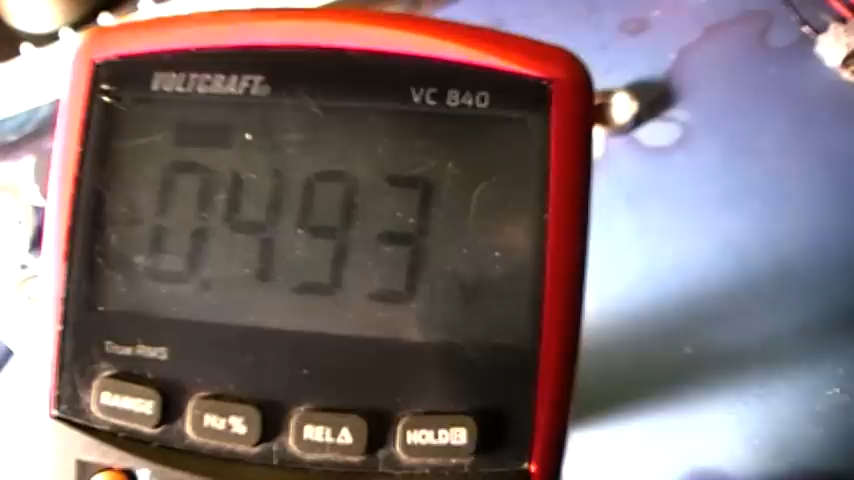 VOLTCRAFT®
VC 840
0.493
V
True RMS
RANGE
Hz %
REL△
HOLD